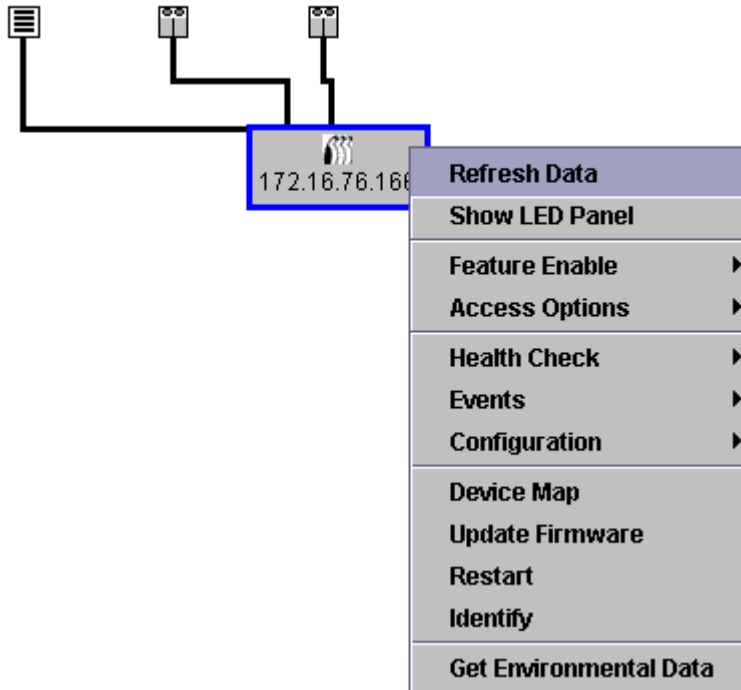 172.16.76.166
Refresh Data
Show LED Panel
Feature Enable
Access Options
Health Check
Events
Configuration
Device Map
Update Firmware
Restart
Identify
Get Environmental Data